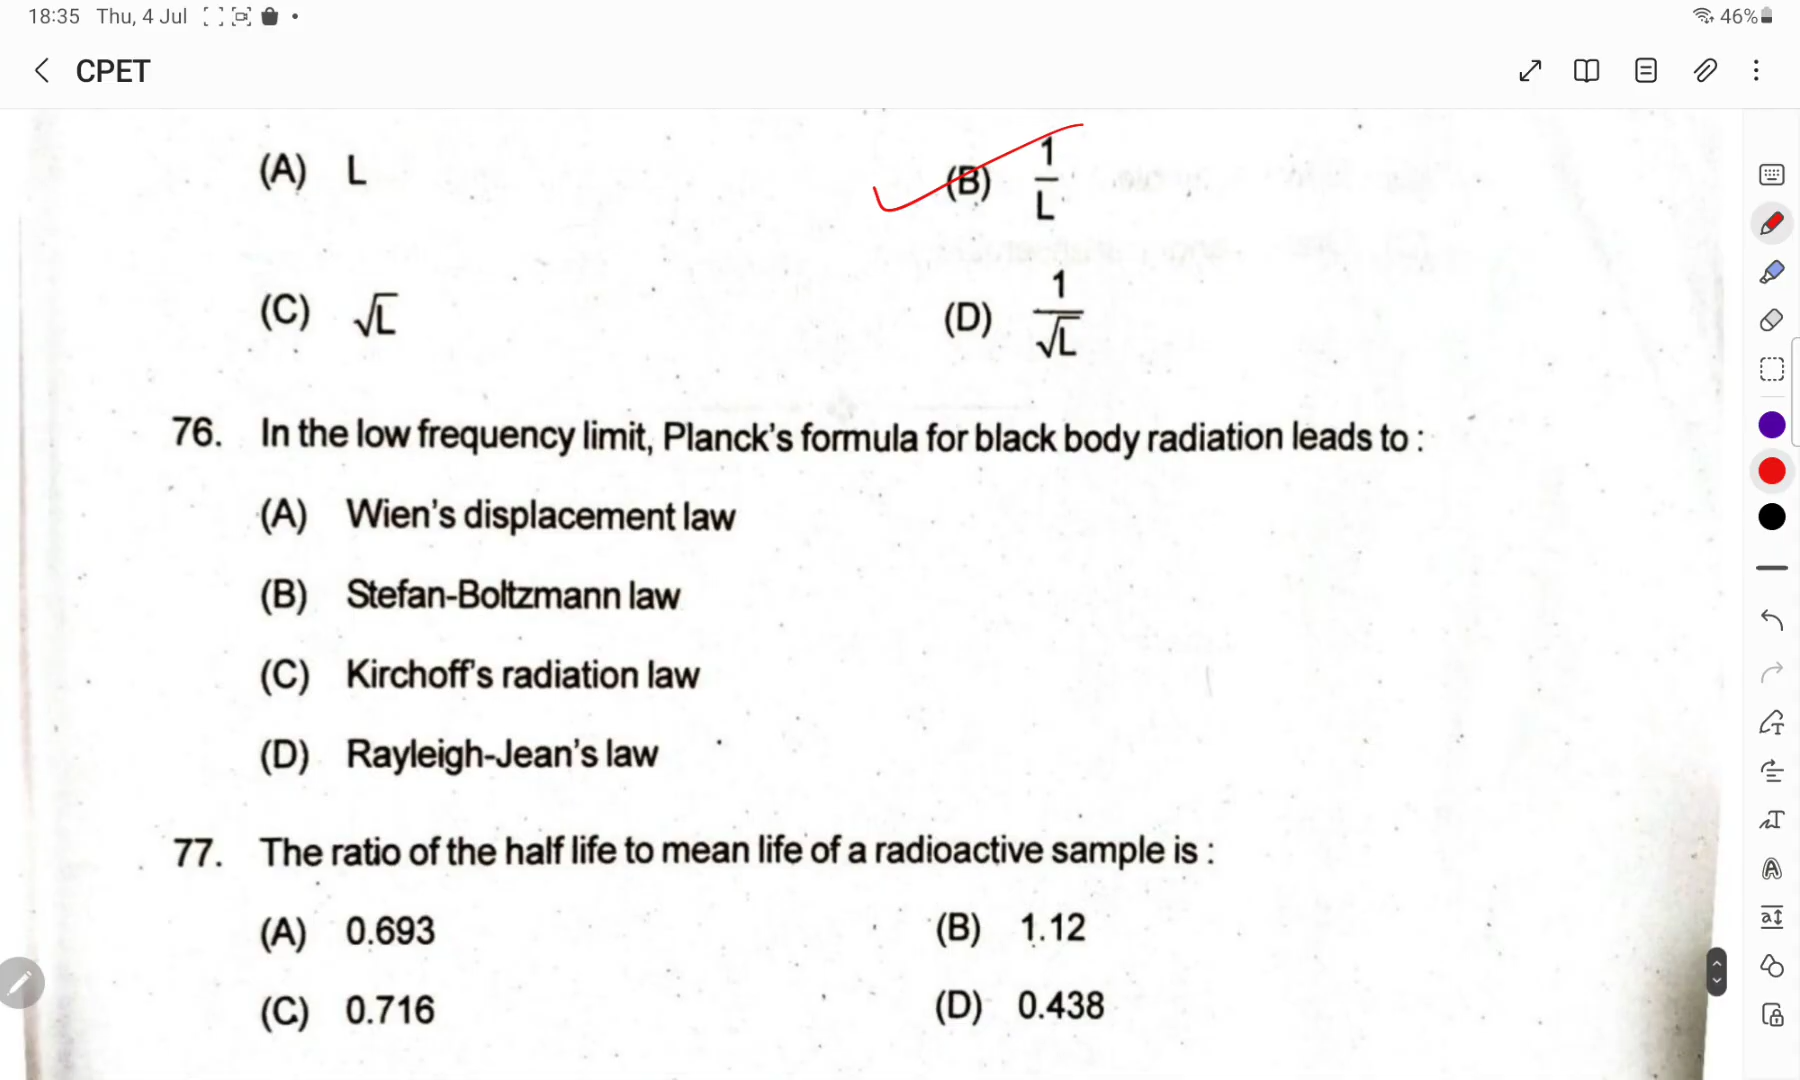 18:35 Thu, 4 Jul 46%
CPET
(A) L (B) 1/L
(C) √L (D) 1/√L
76. In the low frequency limit, Planck's formula for black body radiation leads to :
(A) Wien's displacement law
(B) Stefan-Boltzmann law
(C) Kirchoff's radiation law
(D) Rayleigh-Jean's law
77. The ratio of the half life to mean life of a radioactive sample is :
(A) 0.693 (B) 1.12
(C) 0.716 (D) 0.438